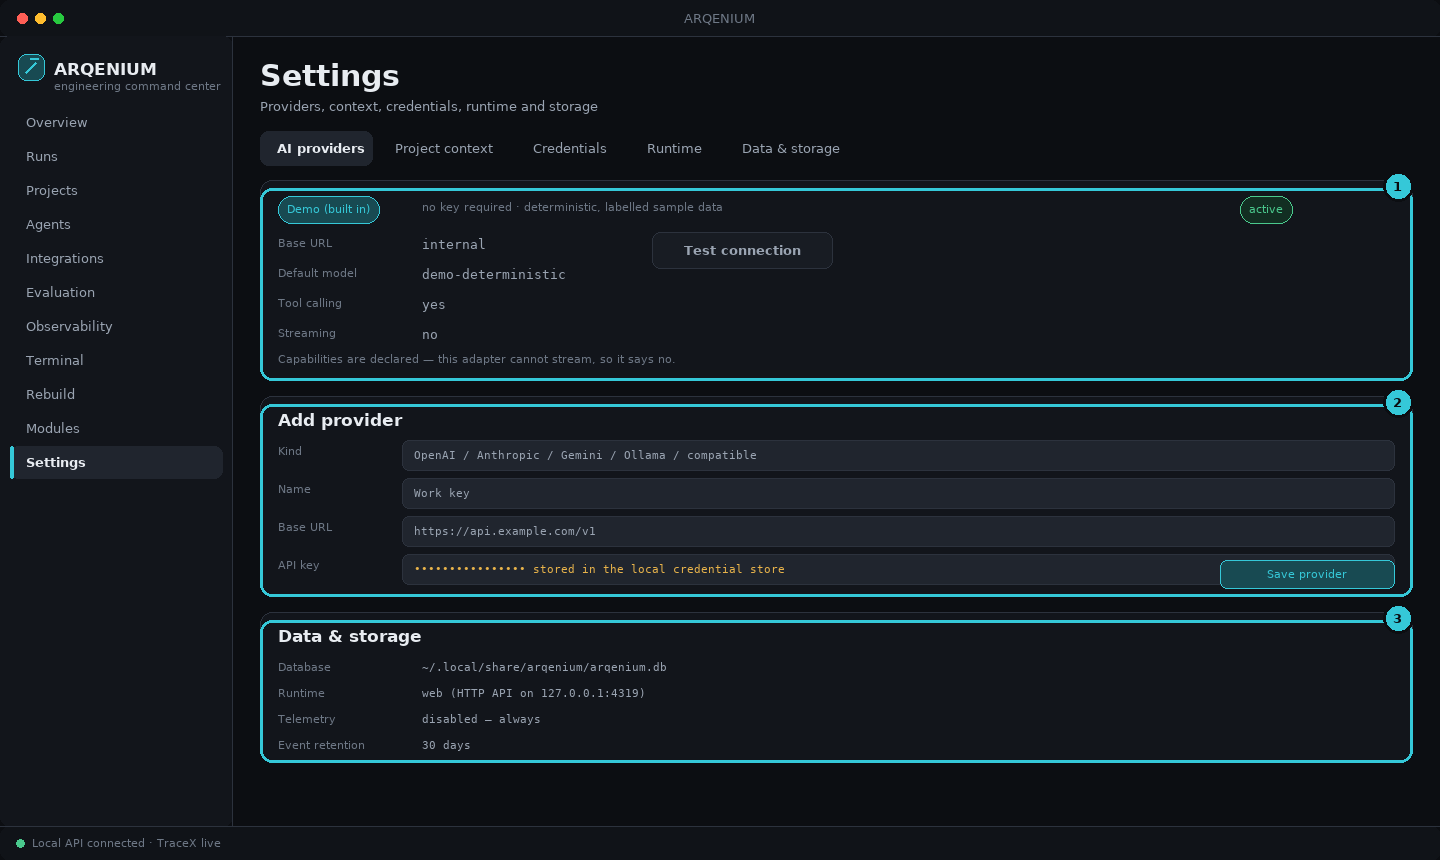 ARQENIUM
ARQENIUM
engineering command center
Overview
Runs
Projects
Agents
Integrations
Evaluation
Observability
Terminal
Rebuild
Modules
Settings
Settings
Providers, context, credentials, runtime and storage
AI providers Project context Credentials Runtime Data & storage
1
Demo (built in) no key required · deterministic, labelled sample data active
Base URL internal Test connection
Default model demo-deterministic
Tool calling yes
Streaming no
Capabilities are declared — this adapter cannot stream, so it says no.
2
Add provider
Kind OpenAI / Anthropic / Gemini / Ollama / compatible
Name Work key
Base URL https://api.example.com/v1
API key •••••••••••••••• stored in the local credential store Save provider
3
Data & storage
Database ~/.local/share/arqenium/arqenium.db
Runtime web (HTTP API on 127.0.0.1:4319)
Telemetry disabled — always
Event retention 30 days
Local API connected · TraceX live